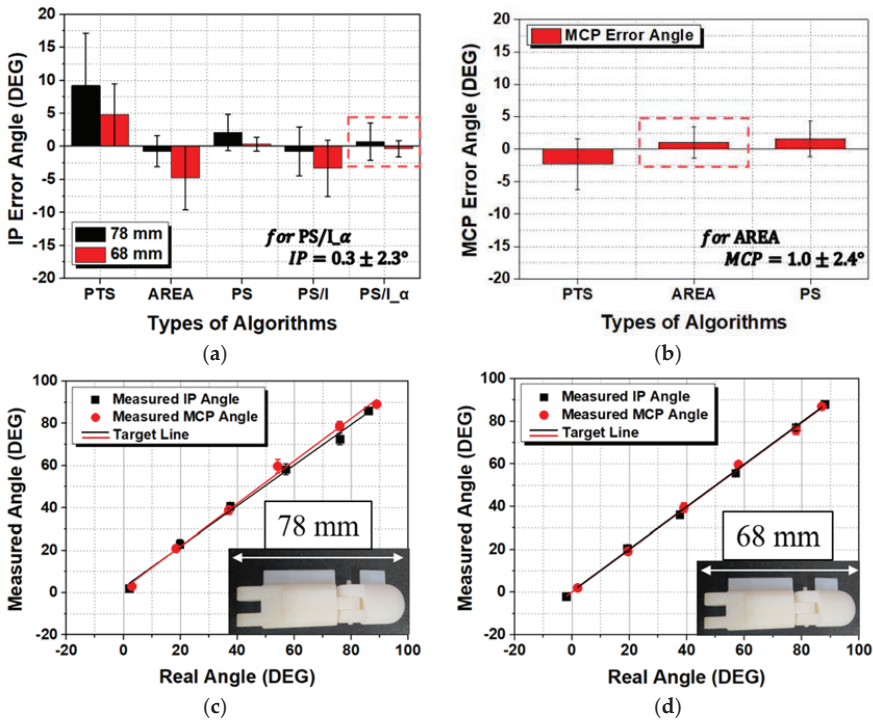 20
15
10
5
0
-5
-10
-15
-20
IP Error Angle (DEG)
78 mm
68 mm
for PS/I_α
IP = 0.3 ± 2.3°
PTS AREA PS PS/I PS/I_α
Types of Algorithms
(a)
MCP Error Angle
20
15
10
5
0
-5
-10
-15
-20
MCP Error Angle (DEG)
for AREA
MCP = 1.0 ± 2.4°
PTS AREA PS
Types of Algorithms
(b)
Measured IP Angle
Measured MCP Angle
Target Line
100
80
60
40
20
0
-20
Measured Angle (DEG)
78 mm
-20 0 20 40 60 80 100
Real Angle (DEG)
(c)
Measured IP Angle
Measured MCP Angle
Target Line
100
80
60
40
20
0
-20
Measured Angle (DEG)
68 mm
-20 0 20 40 60 80 100
Real Angle (DEG)
(d)